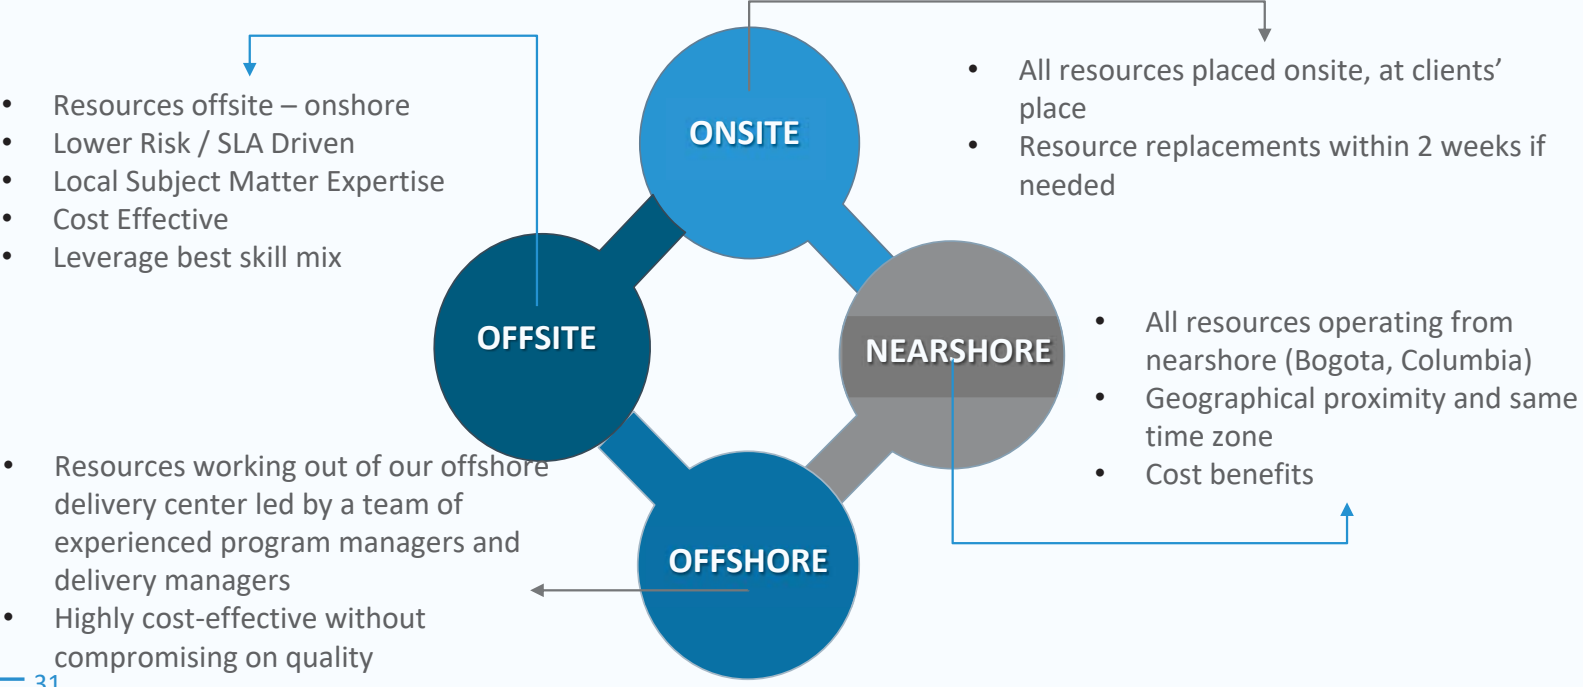 ONSITE
• All resources placed onsite, at clients’
place
• Resource replacements within 2 weeks if
needed
• Resources offsite – onshore
• Lower Risk / SLA Driven
• Local Subject Matter Expertise
• Cost Effective
• Leverage best skill mix
OFFSITE
NEARSHORE
• All resources operating from
nearshore (Bogota, Columbia)
• Geographical proximity and same
time zone
• Cost benefits
• Resources working out of our offshore
delivery center led by a team of
experienced program managers and
delivery managers
• Highly cost-effective without
compromising on quality
OFFSHORE
31